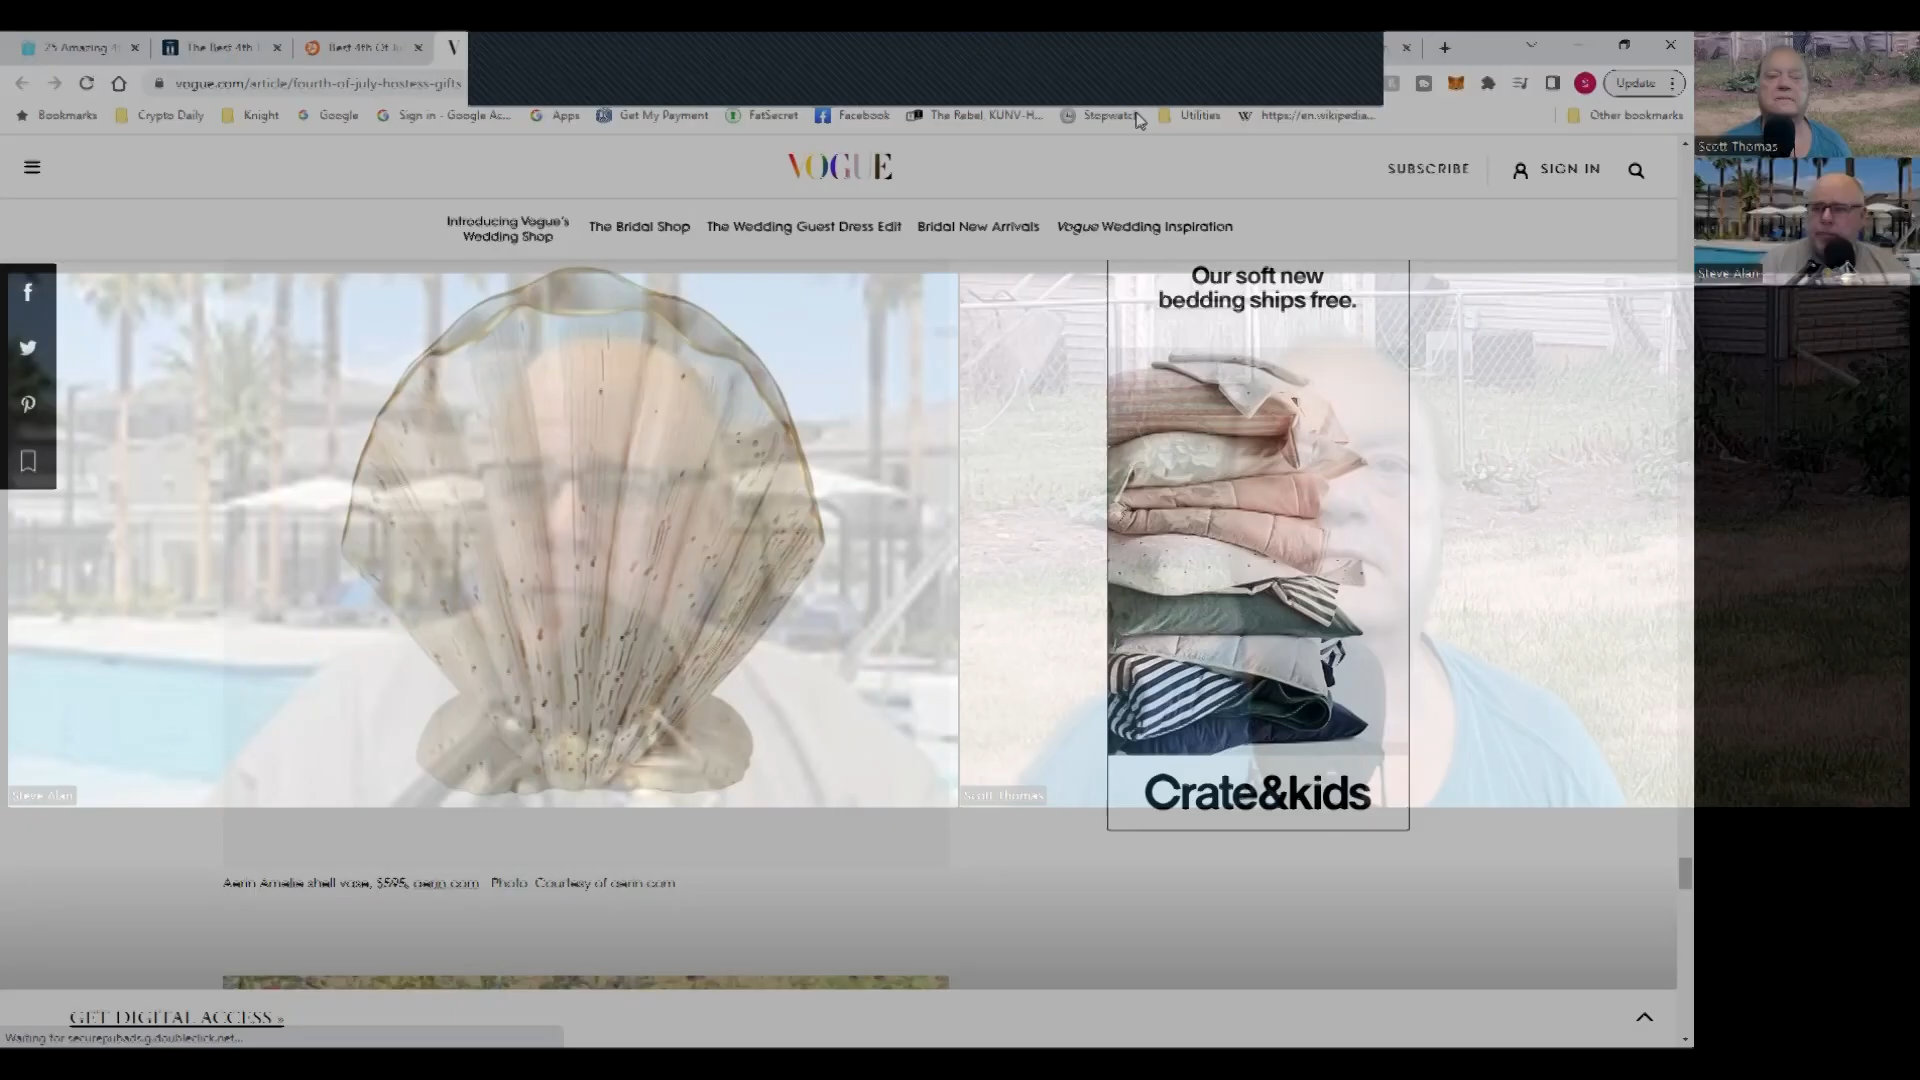 25 Amazing 4
The Best 4th
Best 4th Of Ju
vogue.com/article/fourth-of-july-hostess-gifts
Update
Bookmarks Crypto Daily Knight Google Sign in - Google Ac... Apps Get My Payment FatSecret Facebook The Rebel, KUNV-H... Stopwatch Utilities https://en.wikipedia... Other bookmarks
Scott Thomas
VOGUE
SUBSCRIBE SIGN IN
Introducing Vogue's
Wedding Shop
The Bridal Shop The Wedding Guest Dress Edit Bridal New Arrivals Vogue Wedding Inspiration
Steve Alan
Our soft new
bedding ships free.
Crate&kids
Steve Alan
Scott Thomas
Aerin Amelie shell vase, $595, aerin.com Photo: Courtesy of aerin.com
GET DIGITAL ACCESS »
Waiting for securepubads.g.doubleclick.net...